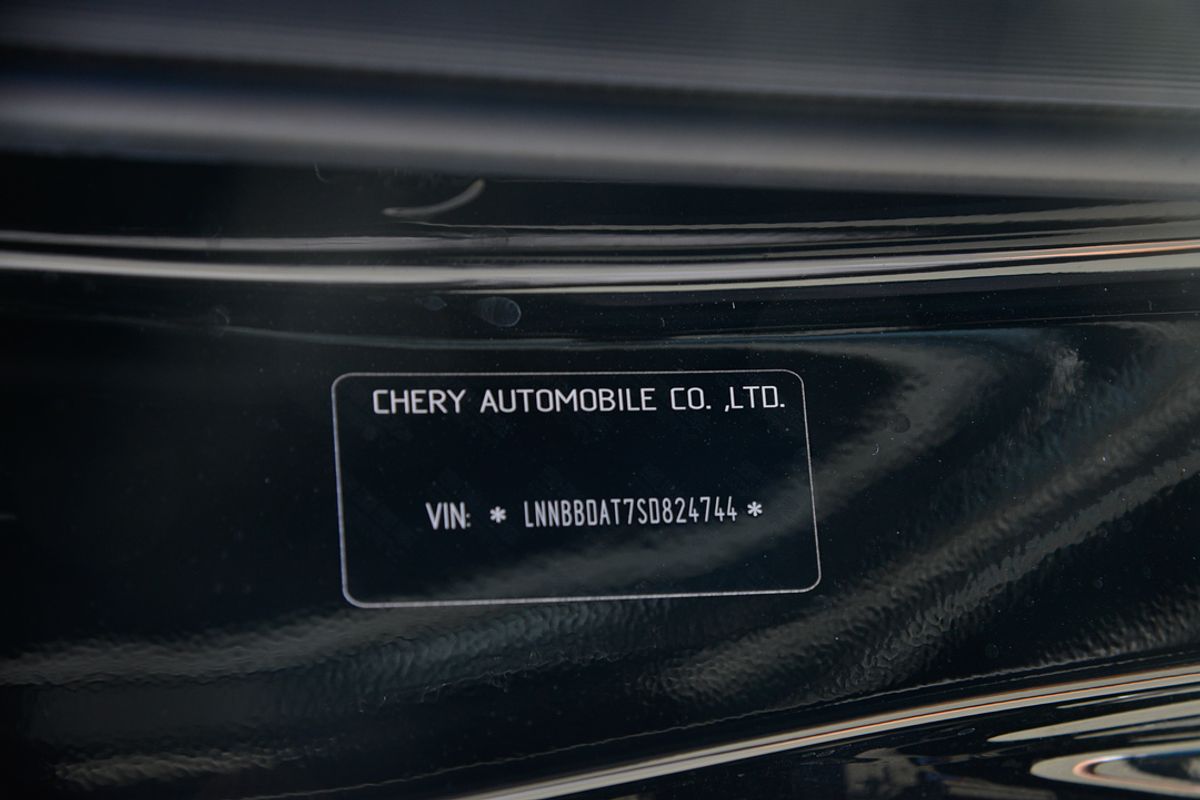 CHERY AUTOMOBILE CO. ,LTD.
VIN: * LNNBBDAT7SD824744 *